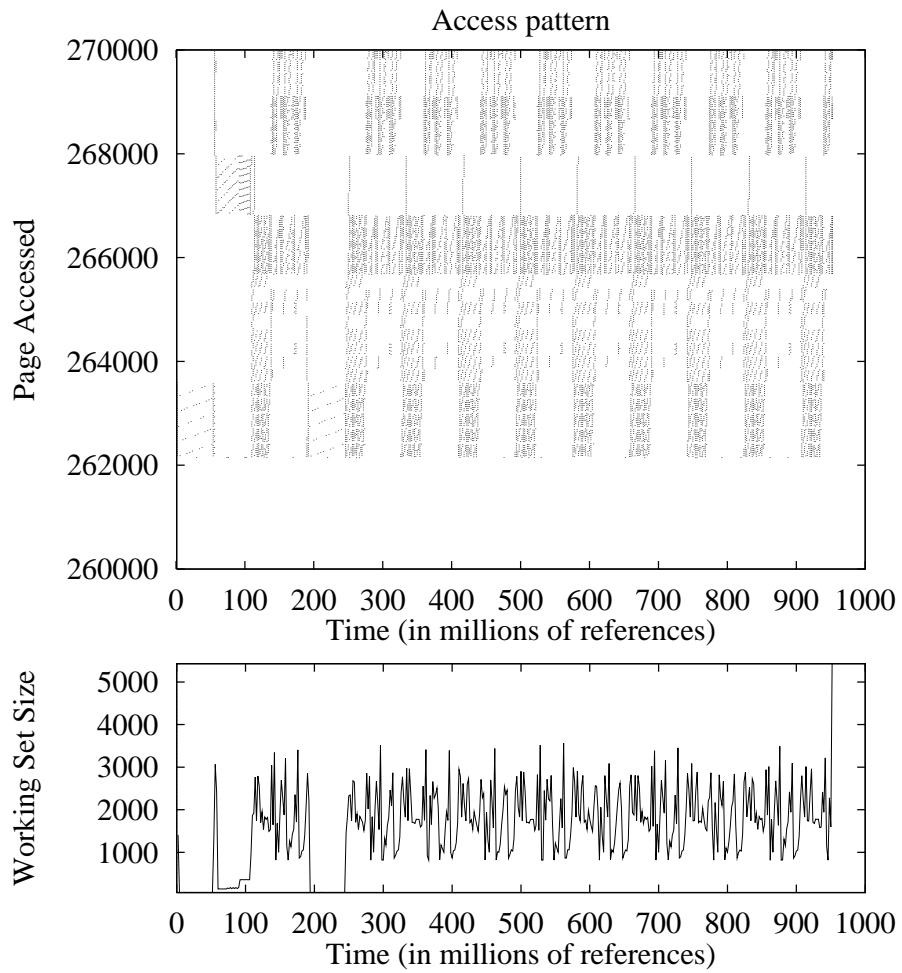 Access pattern
270000
268000
266000
264000
262000
260000
Page Accessed
0 100 200 300 400 500 600 700 800 900 1000
Time (in millions of references)
5000
4000
3000
2000
1000
Working Set Size
0 100 200 300 400 500 600 700 800 900 1000
Time (in millions of references)